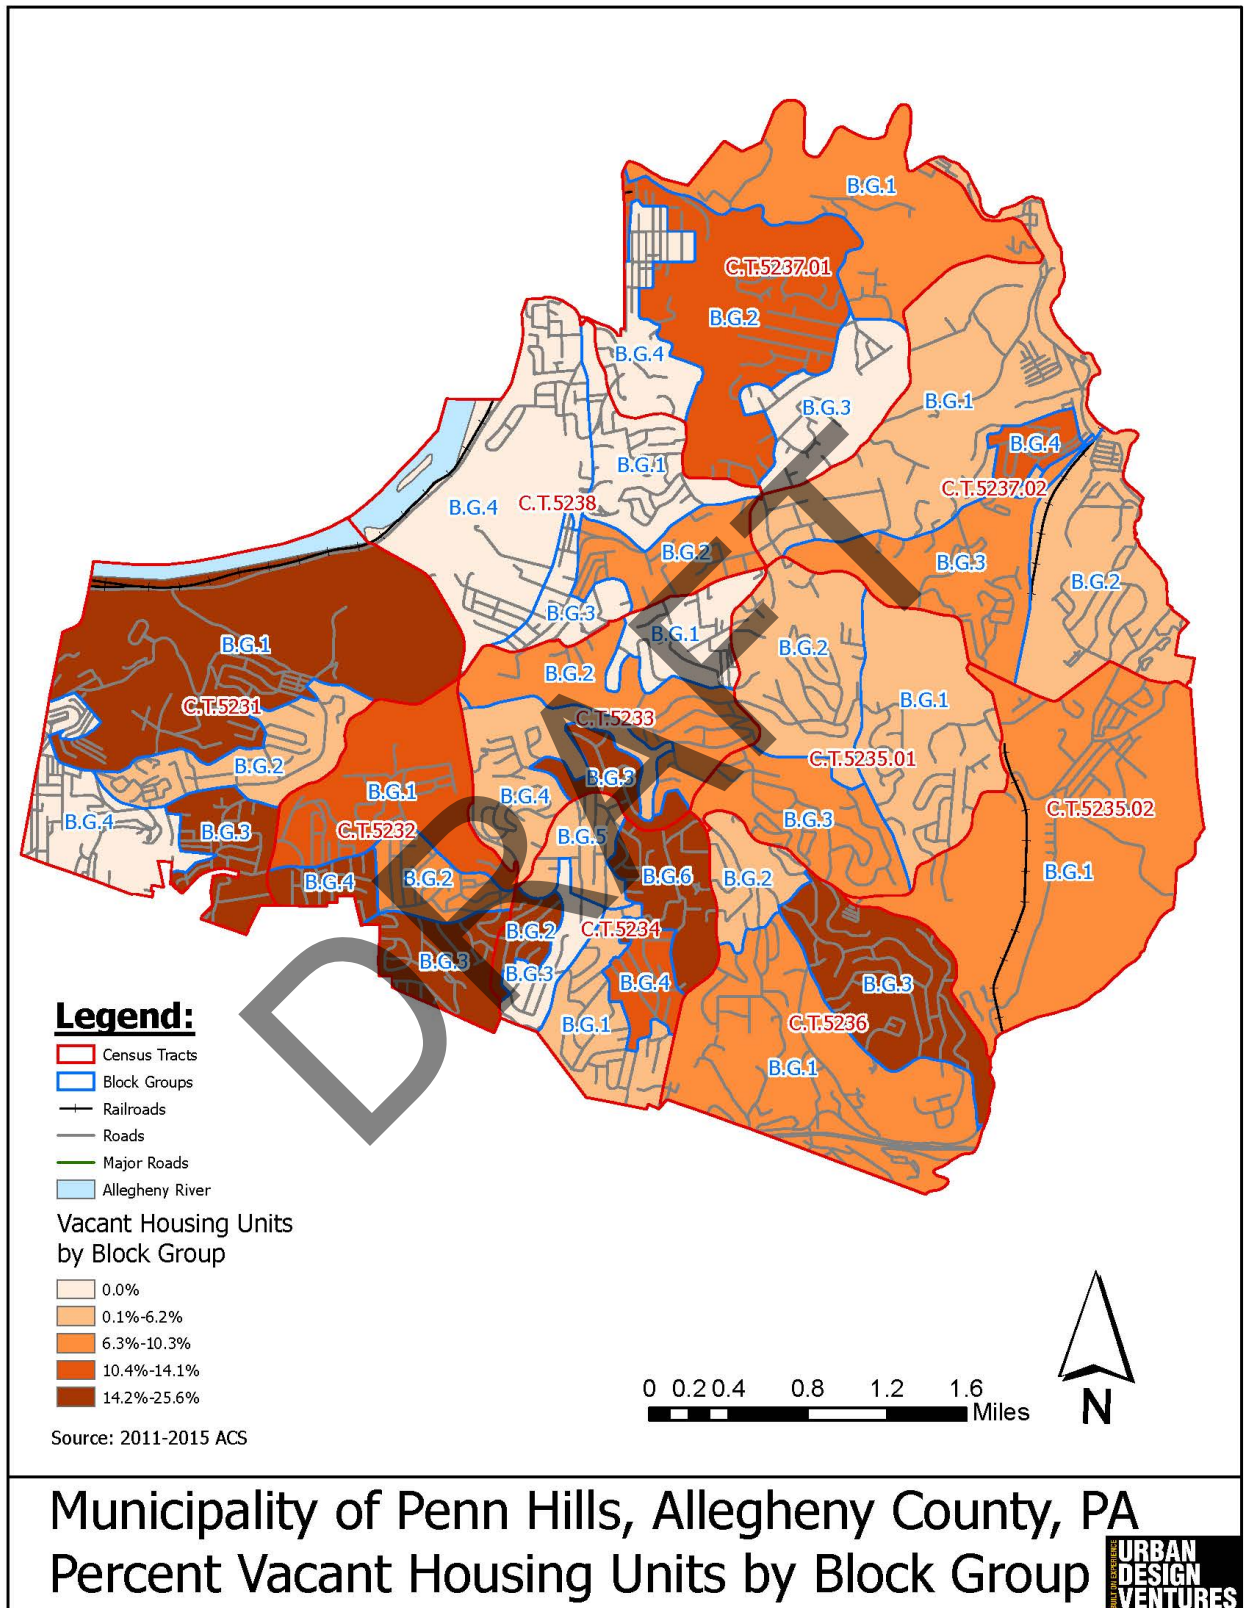 B.G.1
C.T.5237.01
B.G.2
B.G.4
B.G.3
B.G.1
B.G.4
B.G.1
C.T.5237.02
B.G.4
C.T.5238
B.G.2
B.G.3
B.G.2
B.G.3
B.G.1
B.G.1
B.G.2
B.G.2
B.G.1
C.T.5231
C.T.5233
B.G.2
C.T.5235.01
B.G.3
B.G.1
B.G.4
C.T.5235.02
B.G.4
B.G.3
C.T.5232
B.G.5
B.G.3
B.G.1
B.G.4
B.G.2
B.G.6
B.G.2
B.G.2
C.T.5234
B.G.3
B.G.3
B.G.4
B.G.3
B.G.1
C.T.5236
B.G.1
DRAFT
Legend:
Census Tracts
Block Groups
Railroads
Roads
Major Roads
Allegheny River
Vacant Housing Units
by Block Group
0.0%
0.1%-6.2%
6.3%-10.3%
10.4%-14.1%
14.2%-25.6%
Source: 2011-2015 ACS
0 0.2 0.4 0.8 1.2 1.6
Miles
N
Municipality of Penn Hills, Allegheny County, PA
Percent Vacant Housing Units by Block Group
BUILT ON EXPERIENCE
URBAN
DESIGN
VENTURES